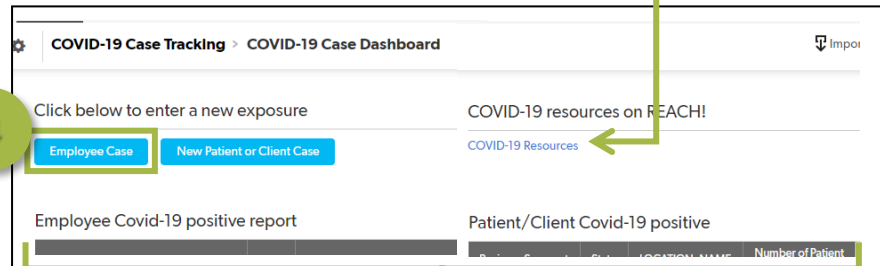 COVID-19 Case Tracking > COVID-19 Case Dashboard
Click below to enter a new exposure
COVID-19 resources on REACH!
Employee Case
New Patient or Client Case
COVID-19 Resources
Employee Covid-19 positive report
Patient/Client Covid-19 positive
LOCATION_NAME
Number of Patient